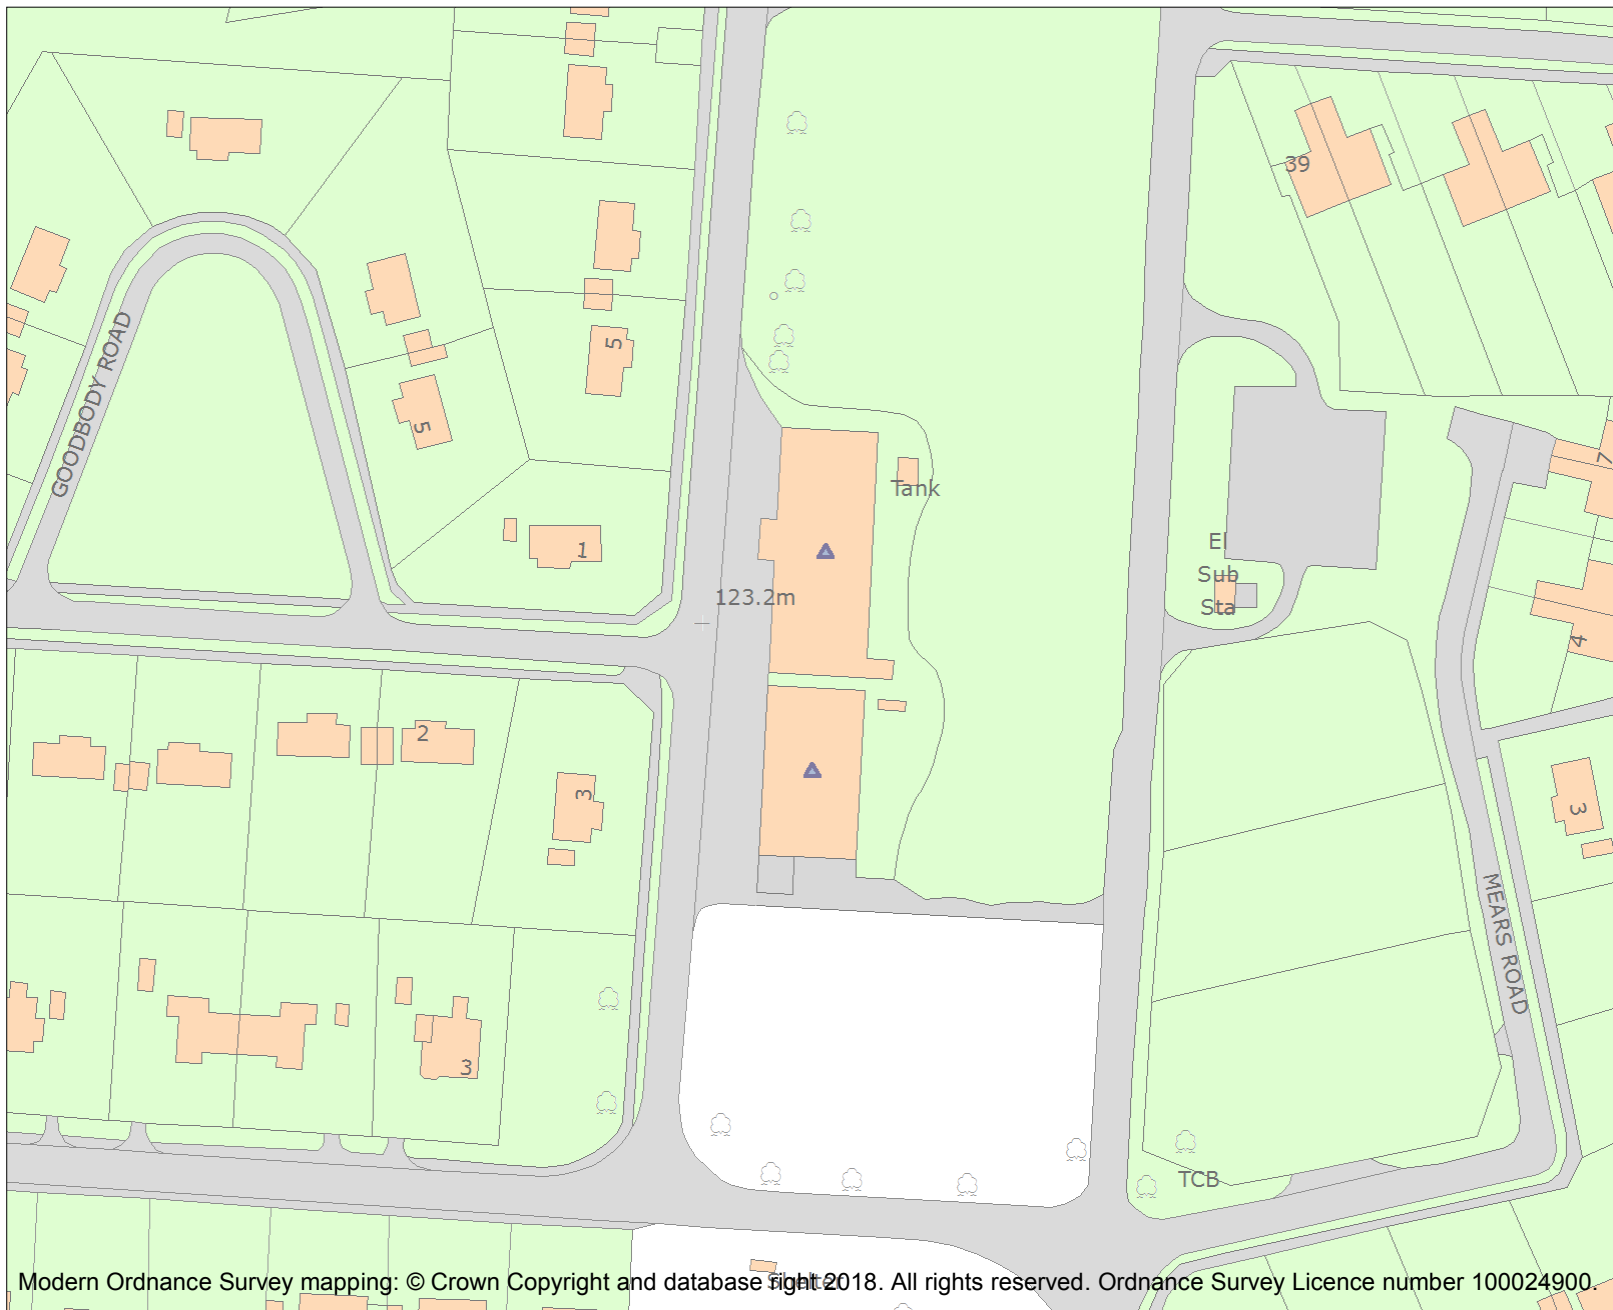 39
GOODBODY ROAD
5
5
7
Tank
El
Sub
Sta
1
123.2m
4
2
3
3
MEARS ROAD
3
TCB
Shelter
Modern Ordnance Survey mapping: © Crown Copyright and database right 2018. All rights reserved. Ordnance Survey Licence number 100024900.